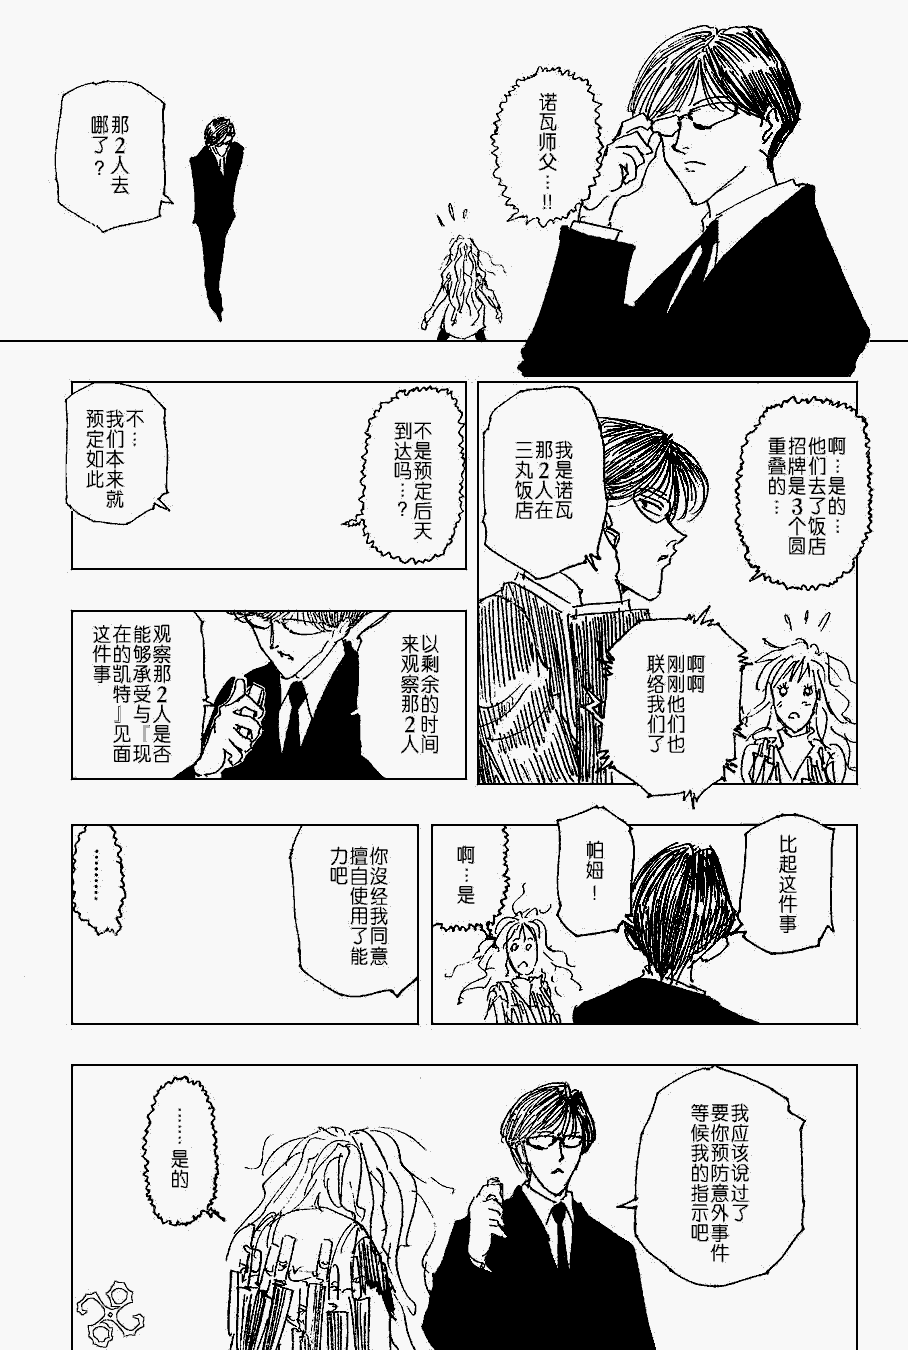 诺瓦师父…!!
那2人去
哪了？
啊…是的…
他们去了饭店
招牌是3个圆
重叠的…
我是诺瓦
那2人在
三丸饭店
啊啊
刚刚他们也
联络我们了
不是预定后天
到达吗…？
不…
我们本来就
预定如此
以剩余的时间
来观察那2人
观察那2人是否
能够承受与『现
在的凯特』见面
这件事
比起这件事
帕姆！
啊…是
你沒经我同意
擅自使用了能
力吧
………
我应该说过了
要你预防意外事件
等候我的指示吧
……是的